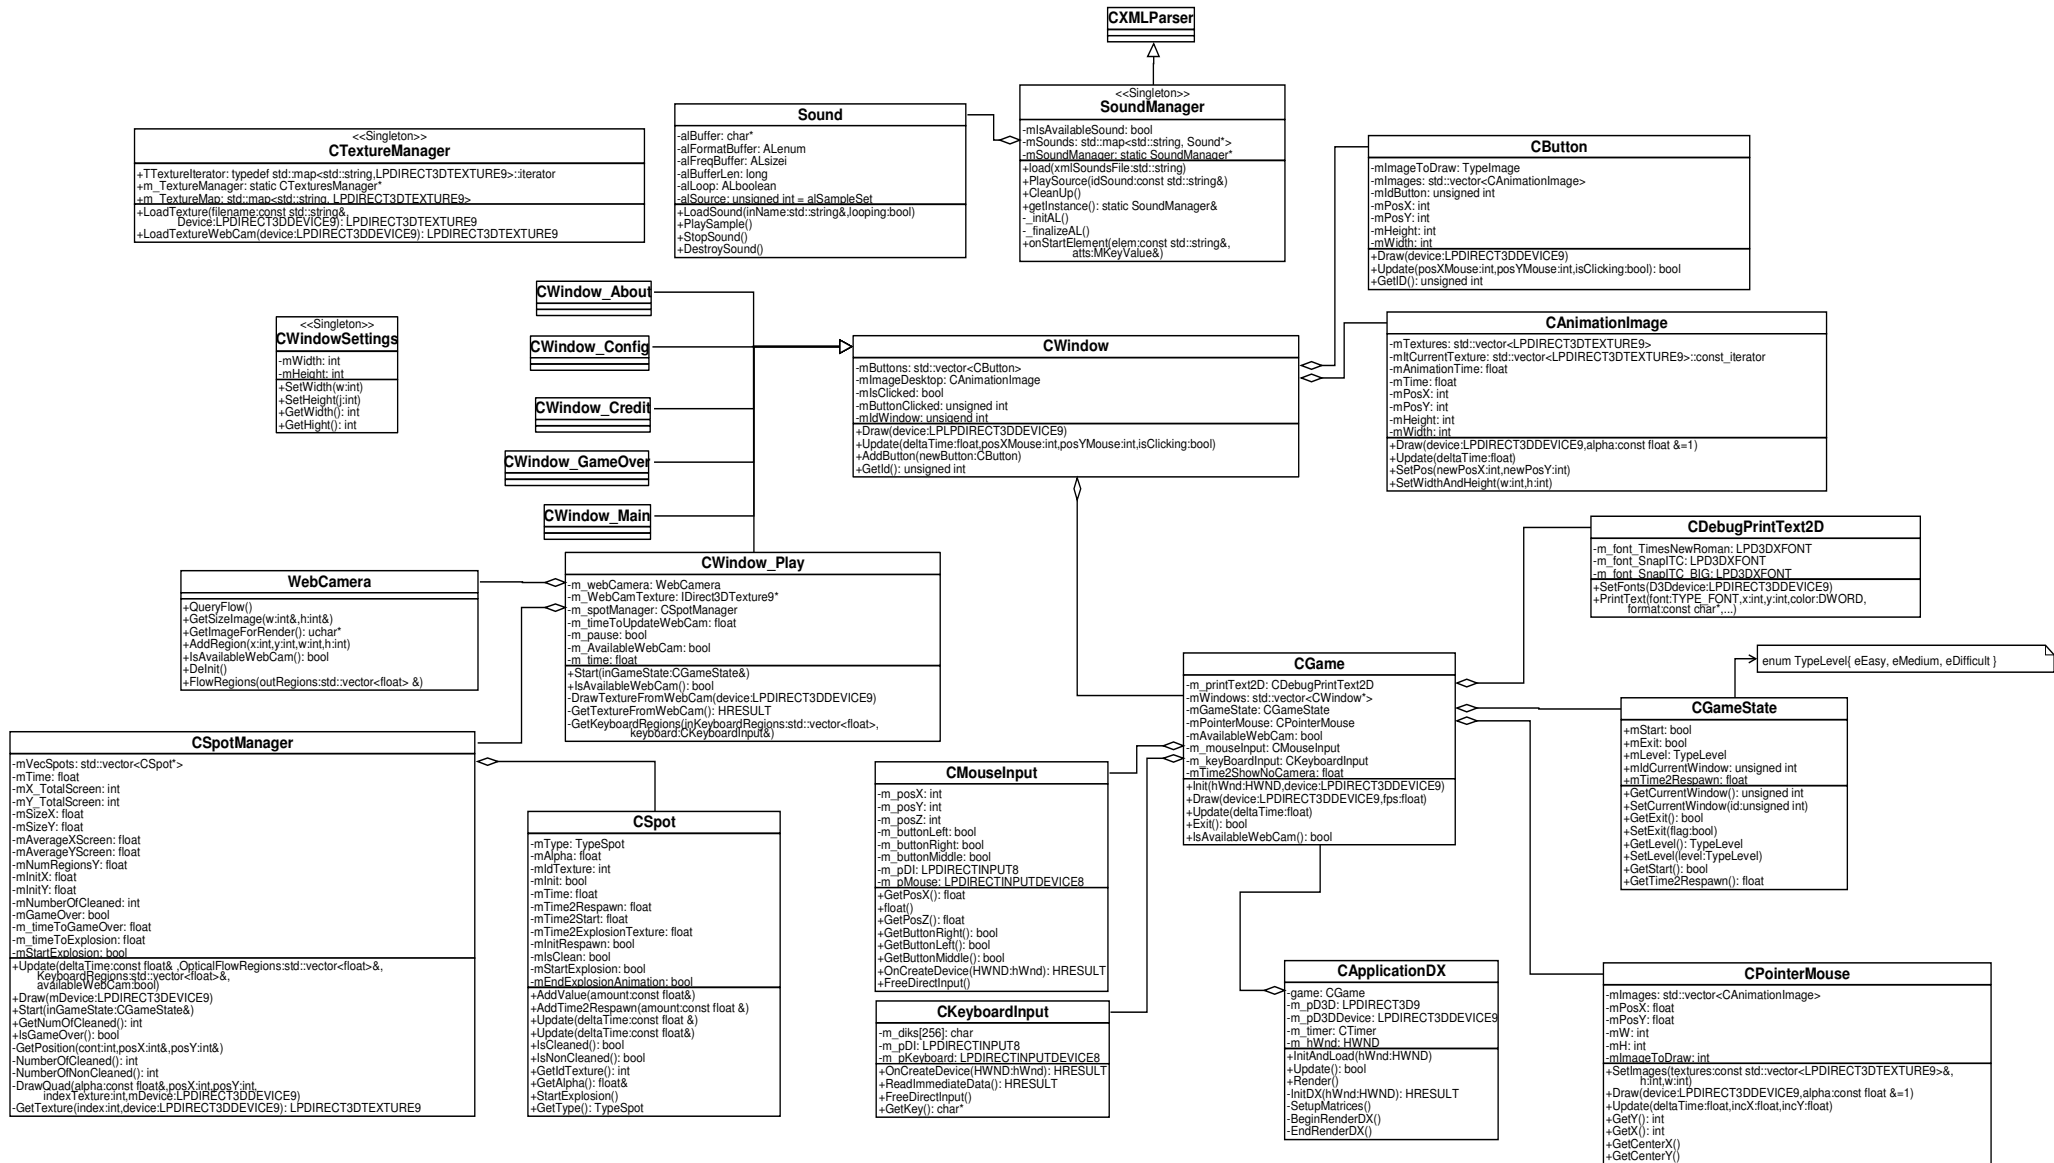 CXMLParser
<<Singleton>>
SoundManager
-mIsAvailableSound: bool
-mSounds: std::map<std::string, Sound*>
-mSoundManager: static SoundManager*
+load(xmlSoundsFile:std::string)
+PlaySource(idSound:const std::string&)
+CleanUp()
+getInstance(): static SoundManager&
-_initAL()
-_finalizeAL()
+onStartElement(elem:const std::string&,
atts:MKeyValue&)
Sound
-alBuffer: char*
-alFormatBuffer: ALenum
-alFreqBuffer: ALsizei
-alBufferLen: long
-alLoop: ALboolean
-alSource: unsigned int = alSampleSet
+LoadSound(inName:std::string&,looping:bool)
+PlaySample()
+StopSound()
+DestroySound()
<<Singleton>>
CTextureManager
+TTextureIterator: typedef std::map<std::string,LPDIRECT3DTEXTURE9>::iterator
+m_TextureManager: static CTexturesManager*
+m_TextureMap: std::map<std::string, LPDIRECT3DTEXTURE9>
+LoadTexture(filename:const std::string&,
Device:LPDIRECT3DDEVICE9): LPDIRECT3DTEXTURE9
+LoadTextureWebCam(device:LPDIRECT3DDEVICE9): LPDIRECT3DTEXTURE9
CButton
-mImageToDraw: TypeImage
-mImages: std::vector<CAnimationImage>
-mIdButton: unsigned int
-mPosX: int
-mPosY: int
-mHeight: int
-mWidth: int
+Draw(device:LPDIRECT3DDEVICE9)
+Update(posXMouse:int,posYMouse:int,isClicking:bool): bool
+GetID(): unsigned int
CWindow_About
CWindow_Config
CWindow_Credit
CWindow_GameOver
CWindow_Main
<<Singleton>>
CWindowSettings
-mWidth: int
-mHeight: int
+SetWidth(w:int)
+SetHeight(j:int)
+GetWidth(): int
+GetHight(): int
CWindow
-mButtons: std::vector<CButton>
-mImageDesktop: CAnimationImage
-mIsClicked: bool
-mButtonClicked: unsigned int
-mIdWindow: unsigend int
+Draw(device:LPLPDIRECT3DDEVICE9)
+Update(deltaTime:float,posXMouse:int,posYMouse:int,isClicking:bool)
+AddButton(newButton:CButton)
+GetId(): unsigned int
CAnimationImage
-mTextures: std::vector<LPDIRECT3DTEXTURE9>
-mItCurrentTexture: std::vector<LPDIRECT3DTEXTURE9>::const_iterator
-mAnimationTime: float
-mTime: float
-mPosX: int
-mPosY: int
-mHeight: int
-mWidth: int
+Draw(device:LPDIRECT3DDEVICE9,alpha:const float &=1)
+Update(deltaTime:float)
+SetPos(newPosX:int,newPosY:int)
+SetWidthAndHeight(w:int,h:int)
CDebugPrintText2D
-m_font_TimesNewRoman: LPD3DXFONT
-m_font_SnapITC: LPD3DXFONT
-m_font_SnapITC_BIG: LPD3DXFONT
+SetFonts(D3Ddevice:LPDIRECT3DDEVICE9)
+PrintText(font:TYPE_FONT,x:int,y:int,color:DWORD,
format:const char*,...)
WebCamera
+QueryFlow()
+GetSizeImage(w:int&,h:int&)
+GetImageForRender(): uchar*
+AddRegion(x:int,y:int,w:int,h:int)
+IsAvailableWebCam(): bool
+DeInit()
+FlowRegions(outRegions:std::vector<float> &)
CWindow_Play
-m_webCamera: WebCamera
-m_WebCamTexture: IDirect3DTexture9*
-m_spotManager: CSpotManager
-m_timeToUpdateWebCam: float
-m_pause: bool
-m_AvailableWebCam: bool
-m_time: float
+Start(inGameState:CGameState&)
+IsAvailableWebCam(): bool
-DrawTextureFromWebCam(device:LPDIRECT3DDEVICE9)
-GetTextureFromWebCam(): HRESULT
-GetKeyboardRegions(inKeyboardRegions:std::vector<float>,
keyboard:CKeyboardInput&)
CGame
-m_printText2D: CDebugPrintText2D
-mWindows: std::vector<CWindow*>
-mGameState: CGameState
-mPointerMouse: CPointerMouse
-mAvailableWebCam: bool
-m_mouseInput: CMouseInput
-m_keyBoardInput: CKeyboardInput
-mTime2ShowNoCamera: float
+Init(hWnd:HWND,device:LPDIRECT3DDEVICE9)
+Draw(device:LPDIRECT3DDEVICE9,fps:float)
+Update(deltaTime:float)
+Exit(): bool
+IsAvailableWebCam(): bool
enum TypeLevel{ eEasy, eMedium, eDifficult }
CGameState
+mStart: bool
+mExit: bool
+mLevel: TypeLevel
+mIdCurrentWindow: unsigned int
+mTime2Respawn: float
+GetCurrentWindow(): unsigned int
+SetCurrentWindow(id:unsigned int)
+GetExit(): bool
+SetExit(flag:bool)
+GetLevel(): TypeLevel
+SetLevel(level:TypeLevel)
+GetStart(): bool
+GetTime2Respawn(): float
CSpotManager
-mVecSpots: std::vector<CSpot*>
-mTime: float
-mX_TotalScreen: int
-mY_TotalScreen: int
-mSizeX: float
-mSizeY: float
-mAverageXScreen: float
-mAverageYScreen: float
-mNumRegionsY: float
-mInitX: float
-mInitY: float
-mNumberOfCleaned: int
-mGameOver: bool
-m_timeToGameOver: float
-m_timeToExplosion: float
-mStartExplosion: bool
+Update(deltaTime:const float& ,OpticalFlowRegions:std::vector<float>&,
KeyboardRegions:std::vector<float>&,
availableWebCam:bool)
+Draw(mDevice:LPDIRECT3DEVICE9)
+Start(inGameState:CGameState&)
+GetNumOfCleaned(): int
+IsGameOver(): bool
-GetPosition(cont:int,posX:int&,posY:int&)
-NumberOfCleaned(): int
-NumberOfNonCleaned(): int
-DrawQuad(alpha:const float&,posX:int,posY:int,
indexTexture:int,mDevice:LPDIRECT3DDEVICE9)
-GetTexture(index:int,device:LPDIRECT3DDEVICE9): LPDIRECT3DTEXTURE9
CSpot
-mType: TypeSpot
-mAlpha: float
-mIdTexture: int
-mInit: bool
-mTime: float
-mTime2Respawn: float
-mTime2Start: float
-mTime2ExplosionTexture: float
-mInitRespawn: bool
-mIsClean: bool
-mStartExplosion: bool
-mEndExplosionAnimation: bool
+AddValue(amount:const float&)
+AddTime2Respawn(amount:const float &)
+Update(deltaTime:const float &)
+Update(deltaTime:const float&)
+IsCleaned(): bool
+IsNonCleaned(): bool
+GetIdTexture(): int
+GetAlpha(): float&
+StartExplosion()
+GetType(): TypeSpot
CMouseInput
-m_posX: int
-m_posY: int
-m_posZ: int
-m_buttonLeft: bool
-m_buttonRight: bool
-m_buttonMiddle: bool
-m_pDI: LPDIRECTINPUT8
-m_pMouse: LPDIRECTINPUTDEVICE8
+GetPosX(): float
+float()
+GetPosZ(): float
+GetButtonRight(): bool
+GetButtonLeft(): bool
+GetButtonMiddle(): bool
+OnCreateDevice(HWND:hWnd): HRESULT
+FreeDirectInput()
CKeyboardInput
-m_diks[256]: char
-m_pDI: LPDIRECTINPUT8
-m_pKeyboard: LPDIRECTINPUTDEVICE8
+OnCreateDevice(HWND:hWnd): HRESULT
+ReadImmediateData(): HRESULT
+FreeDirectInput()
+GetKey(): char*
CApplicationDX
-game: CGame
-m_pD3D: LPDIRECT3D9
-m_pD3DDevice: LPDIRECT3DDEVICE9
-m_timer: CTimer
-m_hWnd: HWND
+InitAndLoad(hWnd:HWND)
+Update(): bool
+Render()
-InitDX(hWnd:HWND): HRESULT
-SetupMatrices()
-BeginRenderDX()
-EndRenderDX()
CPointerMouse
-mImages: std::vector<CAnimationImage>
-mPosX: float
-mPosY: float
-mW: int
-mH: int
-mImageToDraw: int
+SetImages(textures:const std::vector<LPDIRECT3DTEXTURE9>&,
h:int,w:int)
+Draw(device:LPDIRECT3DDEVICE9,alpha:const float &=1)
+Update(deltaTime:float,incX:float,incY:float)
+GetY(): int
+GetX(): int
+GetCenterX()
+GetCenterY()